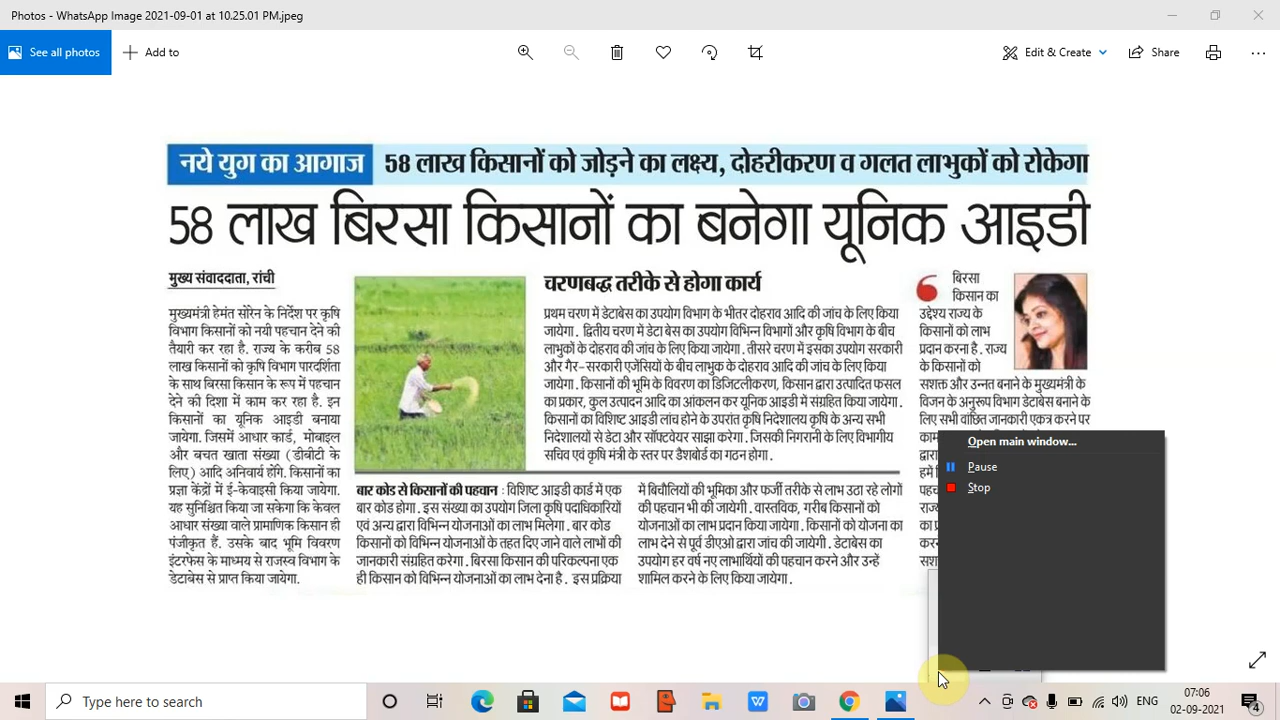 Photos - WhatsApp Image 2021-09-01 at 10.25.01 PM.jpeg
See all photos
Add to
Edit & Create
Share
नये युग का आगाज
58 लाख किसानों को जोड़ने का लक्ष्य, दोहरीकरण व गलत लाभुकों को रोकेगा
58 लाख बिरसा किसानों का बनेगा यूनिक आइडी
मुख्य संवाददाता, रांची
मुख्यमंत्री हेमंत सोरेन के निर्देश पर कृषि
विभाग किसानों को नयी पहचान देने की
तैयारी कर रहा है. राज्य के करीब 58
लाख किसानों को कृषि विभाग पारदर्शिता
के साथ बिरसा किसान के रूप में पहचान
देने की दिशा में काम कर रहा है. इन
किसानों का यूनिक आइडी बनाया
जायेगा. जिसमें आधार कार्ड, मोबाइल
और बचत खाता संख्या (डीबीटी के
लिए) आदि अनिवार्य होंगे. किसानों का
प्रज्ञा केंद्रों में ई-केवाइसी किया जायेगा.
यह सुनिश्चित किया जा सकेगा कि केवल
आधार संख्या वाले प्रामाणिक किसान ही
पंजीकृत हैं. उसके बाद भूमि विवरण
इंटरफेस के माध्यम से राजस्व विभाग के
डेटाबेस से प्राप्त किया जायेगा.
चरणबद्ध तरीके से होगा कार्य
प्रथम चरण में डेटाबेस का उपयोग विभाग के भीतर दोहराव आदि की जांच के लिए किया
जायेगा. द्वितीय चरण में डेटा बेस का उपयोग विभिन्न विभागों और कृषि विभाग के बीच
लाभुकों के दोहराव की जांच के लिए किया जायेगा. तीसरे चरण में इसका उपयोग सरकारी
और गैर-सरकारी एजेंसियों के बीच लाभुक के दोहराव आदि की जांच के लिए किया
जायेगा. किसानों की भूमि के विवरण का डिजिटलीकरण, किसान द्वारा उत्पादित फसल
का प्रकार, कुल उत्पादन आदि का आंकलन कर यूनिक आइडी में संग्रहित किया जायेगा.
किसानों का विशिष्ट आइडी लांच होने के उपरांत कृषि निदेशालय कृषि के अन्य सभी
निदेशालयों से डेटा और सॉफ्टवेयर साझा करेगा. जिसकी निगरानी के लिए विभागीय
सचिव एवं कृषि मंत्री के स्तर पर डैशबोर्ड का गठन होगा.
बार कोड से किसानों की पहचान : विशिष्ट आइडी कार्ड में एक
बार कोड होगा. इस संख्या का उपयोग जिला कृषि पदाधिकारियों
एवं अन्य द्वारा विभिन्न योजनाओं का लाभ मिलेगा. बार कोड
किसानों को विभिन्न योजनाओं के तहत दिए जाने वाले लाभों की
जानकारी संग्रहित करेगा. बिरसा किसान की परिकल्पना एक
ही किसान को विभिन्न योजनाओं का लाभ देना है. इस प्रक्रिया
में बिचौलियों की भूमिका और फर्जी तरीके से लाभ उठा रहे लोगों
की पहचान भी की जायेगी. वास्तविक, गरीब किसानों को
योजनाओं का लाभ प्रदान किया जायेगा. किसानों को योजना का
लाभ देने से पूर्व डीएओ द्वारा जांच की जायेगी. डेटाबेस का
उपयोग हर वर्ष नए लाभार्थियों की पहचान करने और उन्हें
शामिल करने के लिए किया जायेगा.
बिरसा
किसान का
उद्देश्य राज्य के
किसानों को लाभ
प्रदान करना है. राज्य
के किसानों को
सशक्त और उन्नत बनाने के मुख्यमंत्री के
विजन के अनुरूप विभाग डेटाबेस बनाने के
लिए सभी वांछित जानकारी एकत्र करने पर
Open main window...
Pause
Stop
Type here to search
ENG
07:06
02-09-2021
4